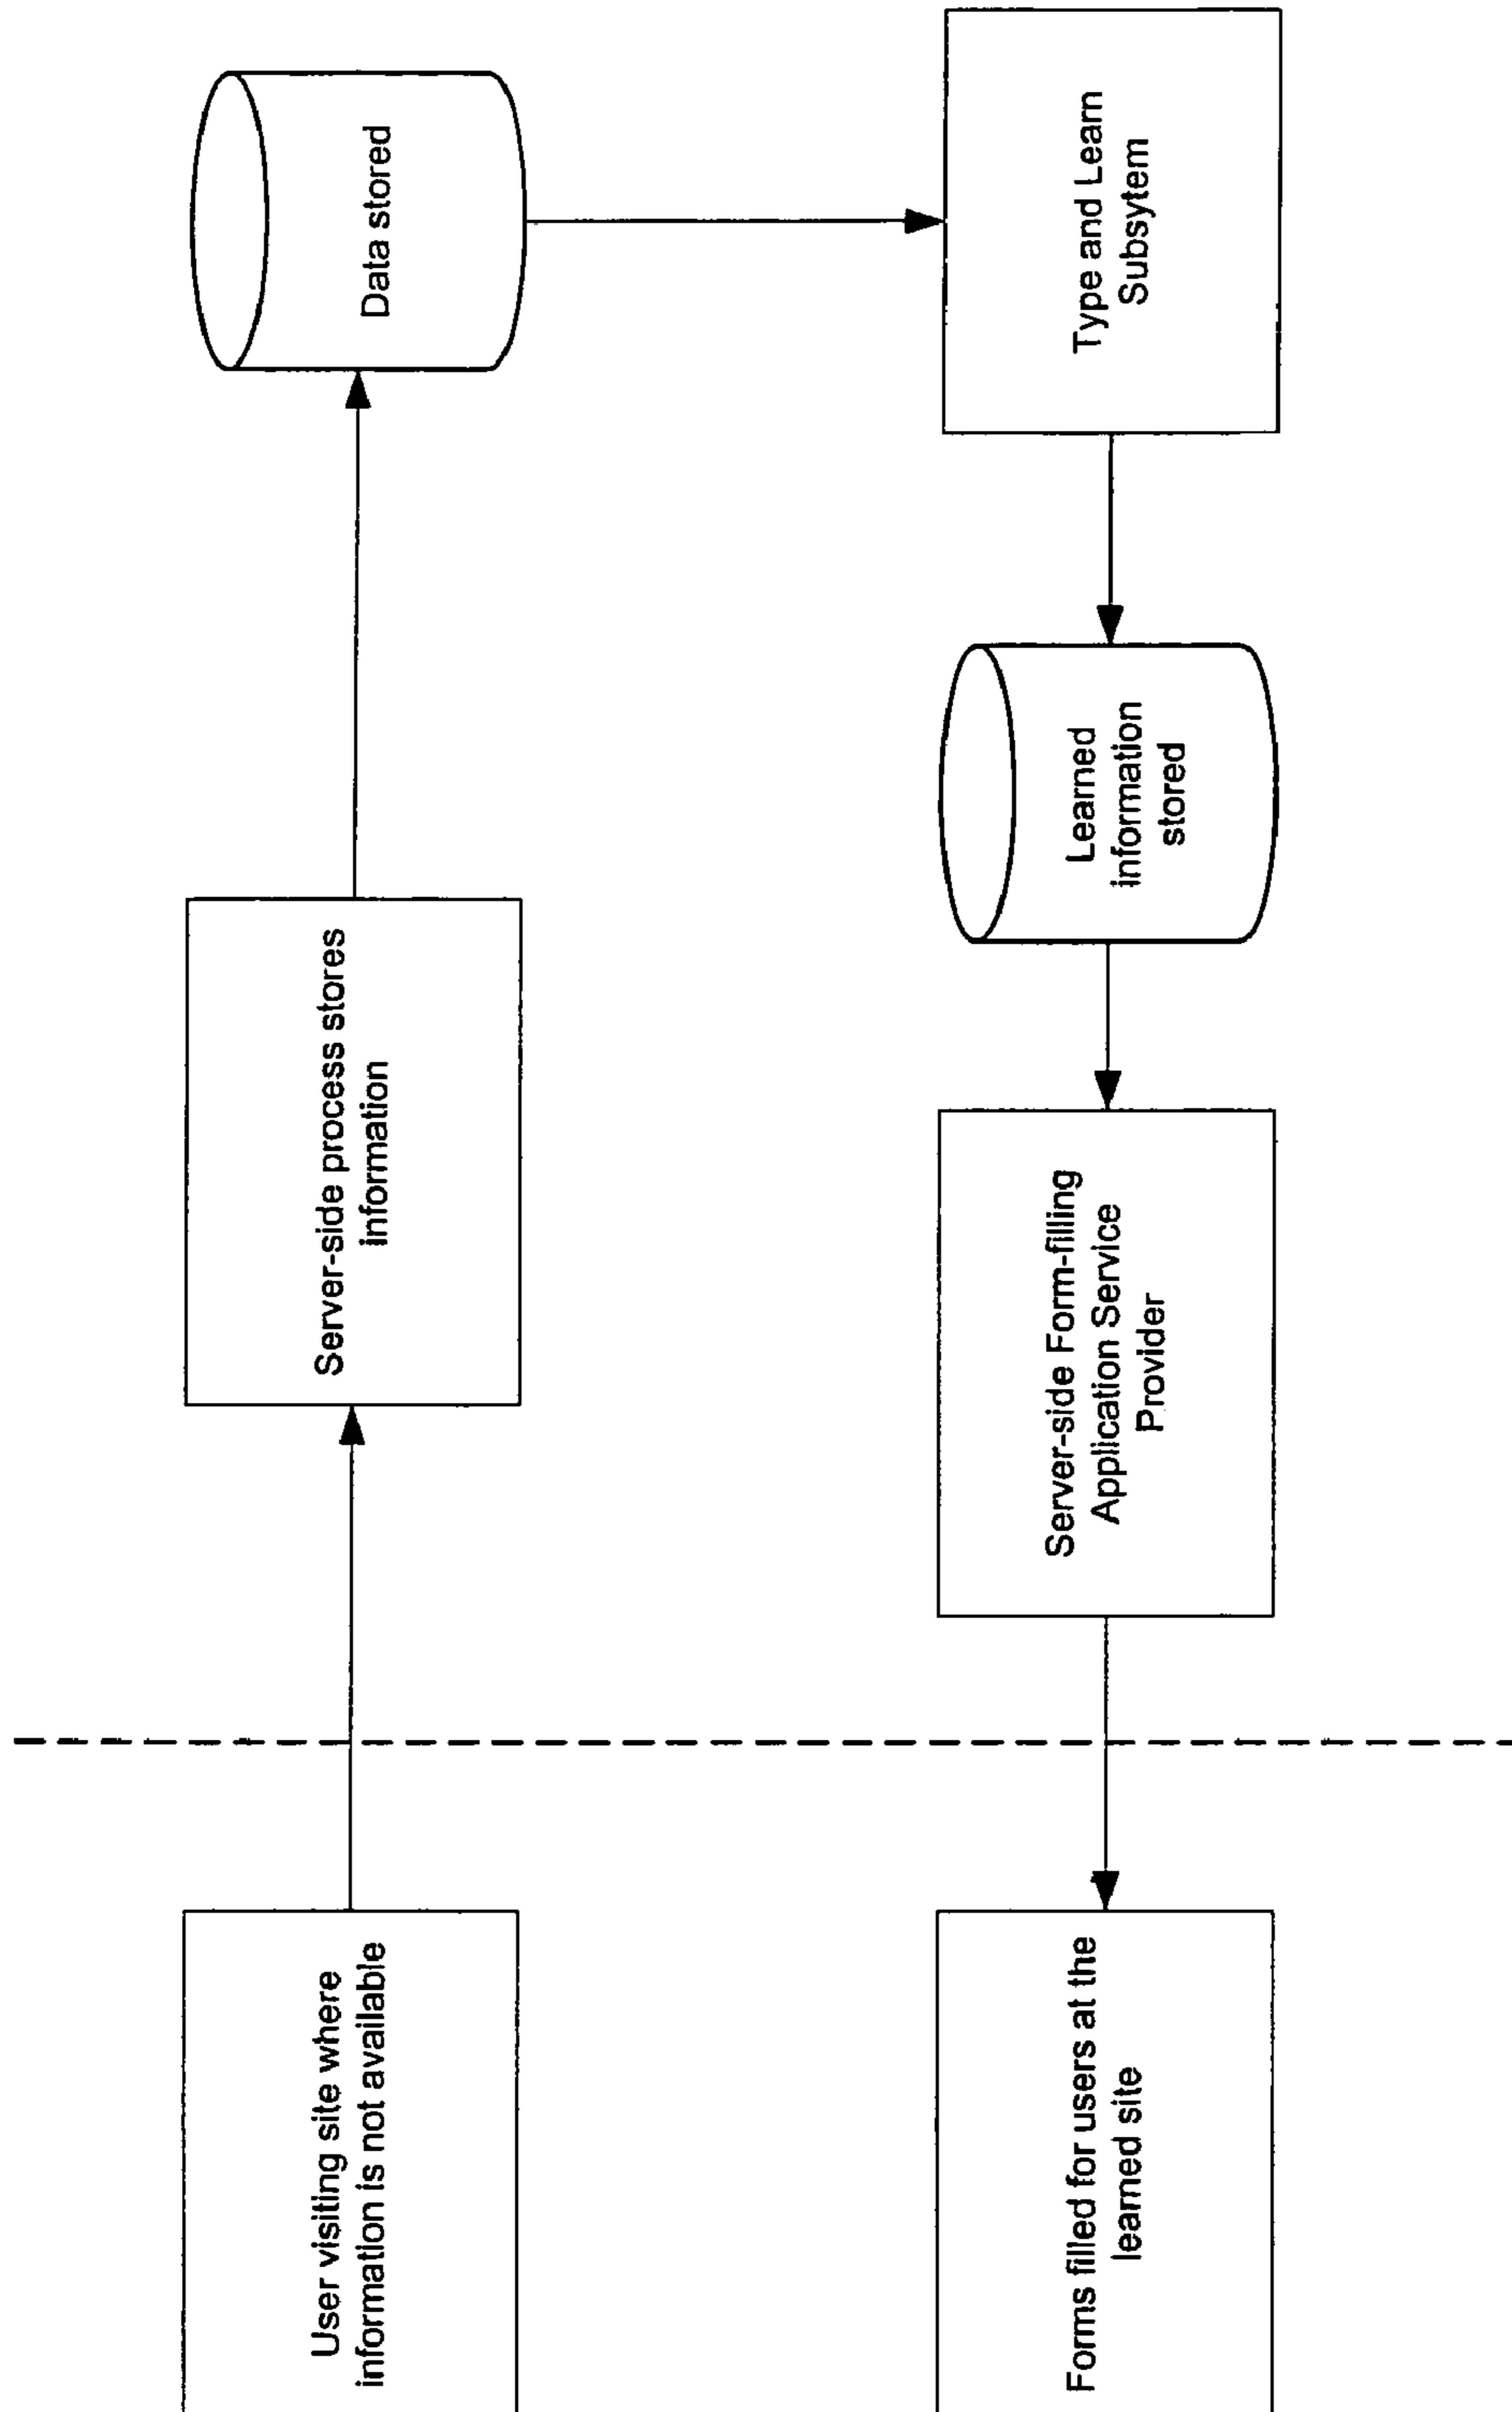 User visiting site where
information is not available
Server-side process stores
information
Data stored
Forms filled for users at the
learned site
Server-side Form-filling
Application Service
Provider
Learned
information
stored
Type and Learn
Subsytem